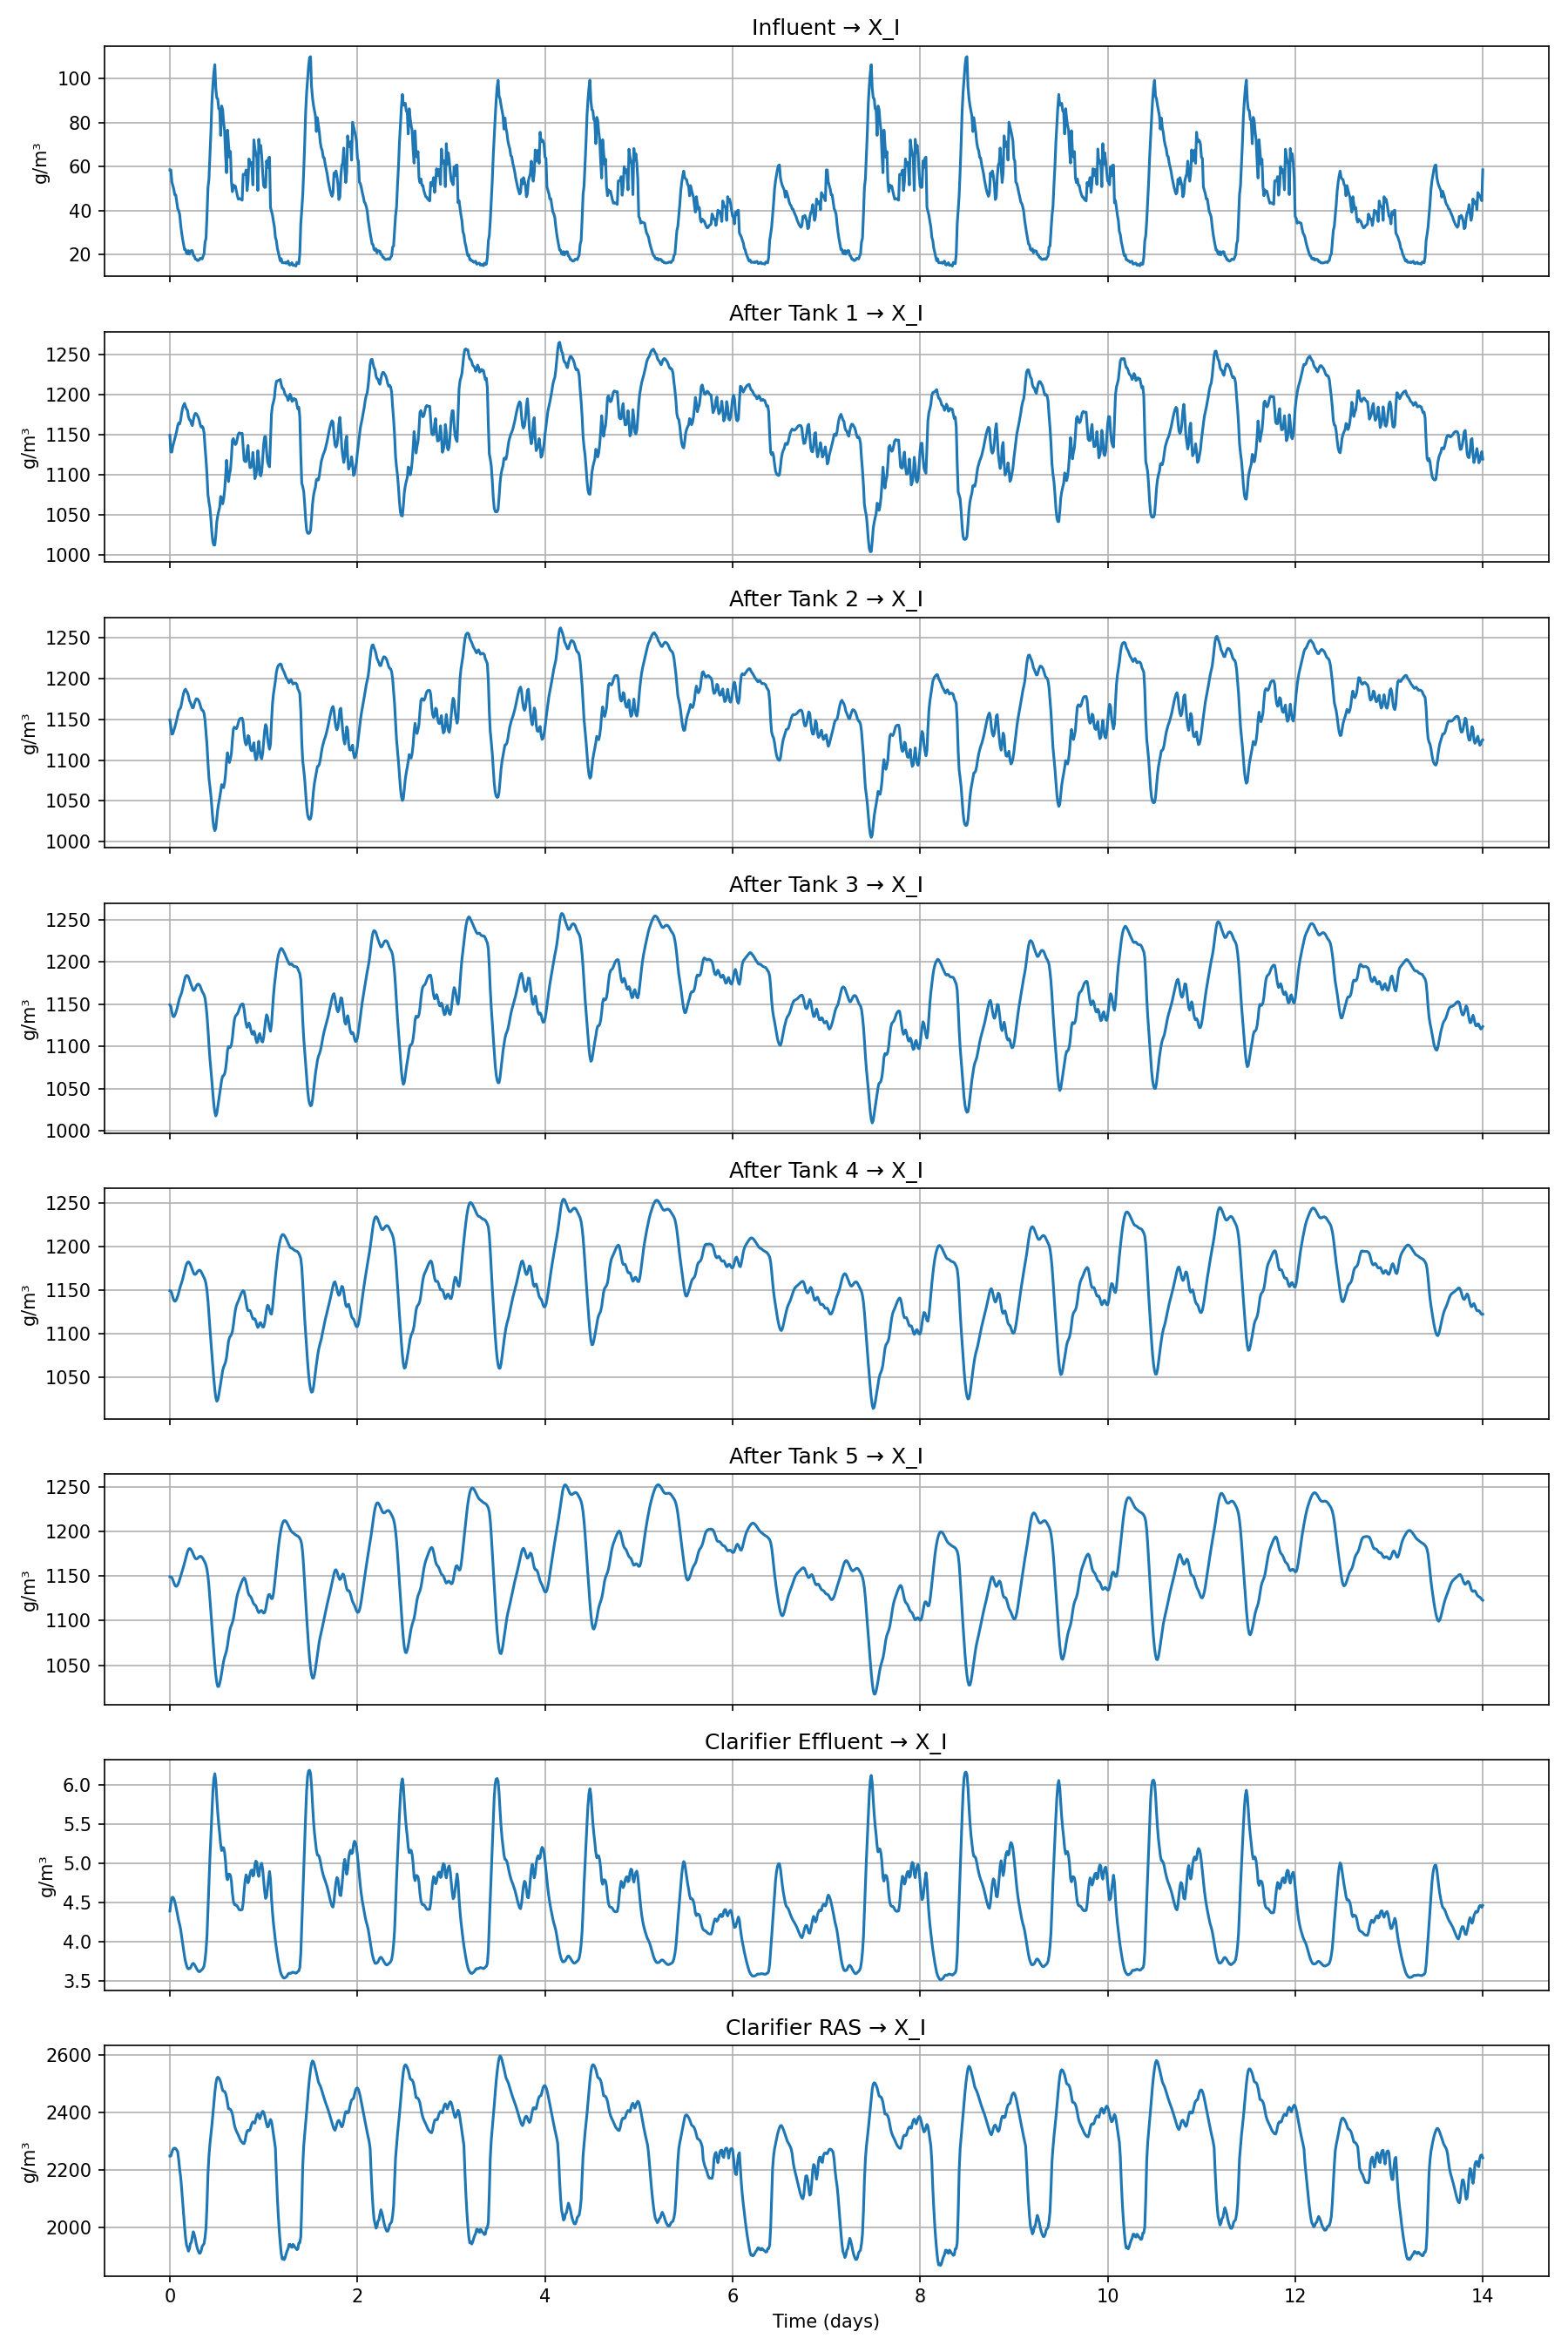 Influent → X_I
100
80
60
40
20
g/m³
After Tank 1 → X_I
1250
1200
1150
1100
1050
1000
g/m³
After Tank 2 → X_I
1250
1200
1150
1100
1050
1000
g/m³
After Tank 3 → X_I
1250
1200
1150
1100
1050
1000
g/m³
After Tank 4 → X_I
1250
1200
1150
1100
1050
g/m³
After Tank 5 → X_I
1250
1200
1150
1100
1050
g/m³
Clarifier Effluent → X_I
6.0
5.5
5.0
4.5
4.0
3.5
g/m³
Clarifier RAS → X_I
2600
2400
2200
2000
g/m³
0 2 4 6 8 10 12 14
Time (days)